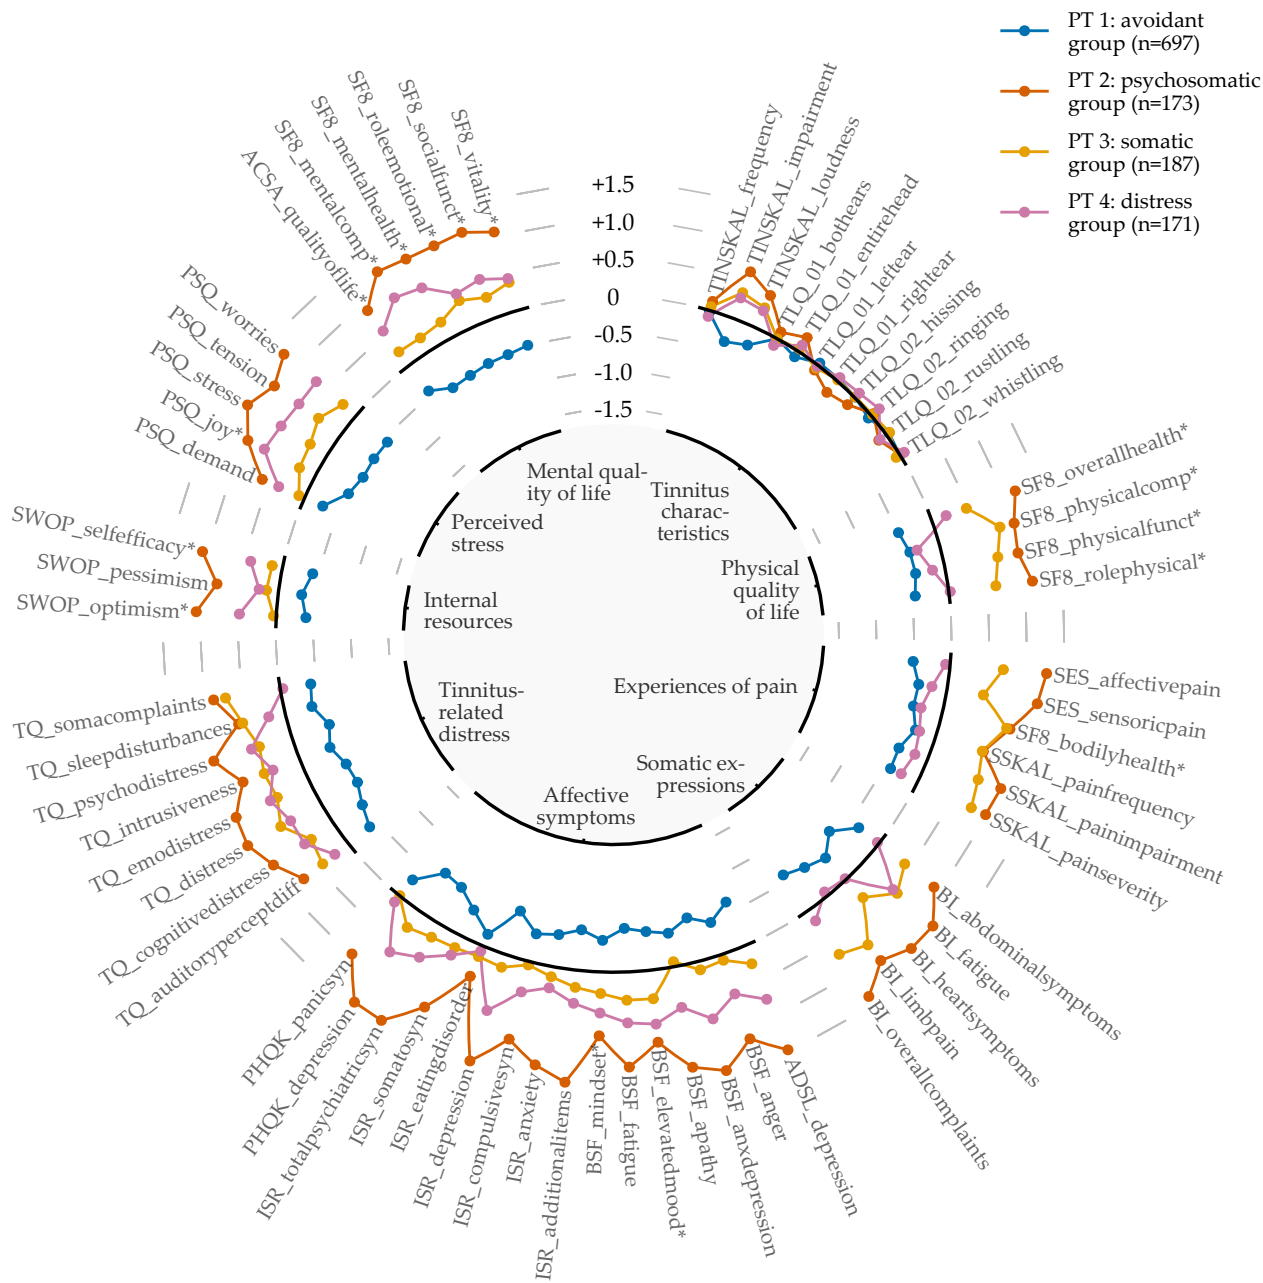 PT 1: avoidant
group (n=697)
PT 2: psychosomatic
group (n=173)
PT 3: somatic
group (n=187)
PT 4: distress
group (n=171)
+1.5
+1.0
+0.5
0
-0.5
-1.0
-1.5
TINSKAL_frequency
TINSKAL_impairment
TINSKAL_loudness
TLQ_01_bothears
TLQ_01_entirehead
TLQ_01_leftear
TLQ_01_rightear
TLQ_02_hissing
TLQ_02_ringing
TLQ_02_rustling
TLQ_02_whistling
SF8_overallhealth*
SF8_physicalcomp*
SF8_physicalfunct*
SF8_rolephysical*
SES_affectivepain
SES_sensoricpain
SF8_bodilyhealth*
SSKAL_painfrequency
SSKAL_painimpairment
SSKAL_painseverity
BI_abdominalsymptoms
BI_fatigue
BI_heartsymptoms
BI_limbpain
BI_overallcomplaints
ADSL_depression
BSF_anger
BSF_anxdepression
BSF_apathy
BSF_elevatedmood*
BSF_fatigue
BSF_mindset*
ISR_additionalitems
ISR_anxiety
ISR_compulsivesyn
ISR_depression
ISR_eatingdisorder
ISR_somatosyn
ISR_totalpsychiatricsyn
PHQK_depression
PHQK_panicsyn
TQ_auditoryperceptdiff
TQ_cognitivedistress
TQ_distress
TQ_emodistress
TQ_intrusiveness
TQ_psychodistress
TQ_sleepdisturbances
TQ_somacomplaints
SWOP_optimism*
SWOP_pessimism
SWOP_selfefficacy*
PSQ_demand
PSQ_joy*
PSQ_stress
PSQ_tension
PSQ_worries
ACSA_qualityoflife*
SF8_mentalcomp*
SF8_mentalhealth*
SF8_roleemotional*
SF8_socialfunct*
SF8_vitality*
Mental qual-
ity of life
Tinnitus
charac-
teristics
Perceived
stress
Physical
quality
of life
Internal
resources
Experiences of pain
Tinnitus-
related
distress
Somatic ex-
pressions
Affective
symptoms